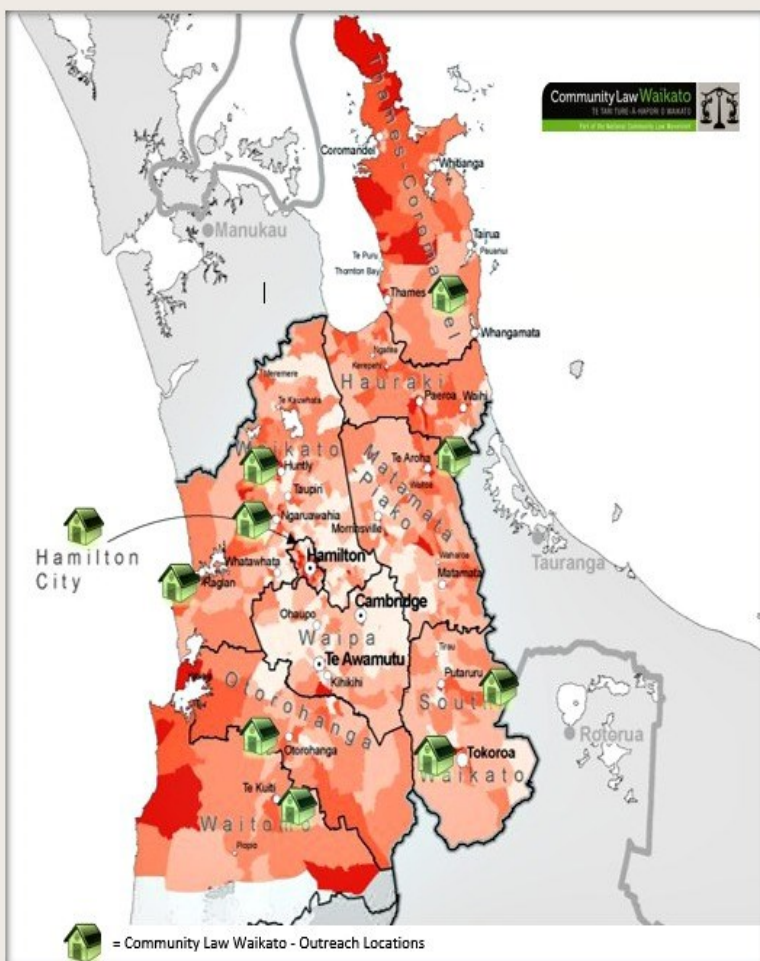 Community Law Waikato
TE TARI TURE-Ā-HAPORI O WAIKATO
Part of the National Community Law Movement
Thames-Coromandel
Coromandel
Whitianga
Manukau
Tairua
Pauanui
Te Puru
Thornton Bay
Thames
Whangamata
Ngatea
Kerepehi
Meremere
Hauraki
Te Kauwhata
Paeroa
Waihi
Waikato
Huntly
Te Aroha
Matamata
-Piako
Waitoa
Taupiri
Ngaruawahia
Morrinsville
Hamilton
City
Hamilton
Waharoa
Tauranga
Whatawhata
Raglan
Matamata
Cambridge
Ohaupo
Waipa
Te Awamutu
Kihikihi
Tirau
Putaruru
South
Waikato
Otorohanga
Otorohanga
Rotorua
Tokoroa
Te Kuiti
Waitomo
Piopio
= Community Law Waikato - Outreach Locations